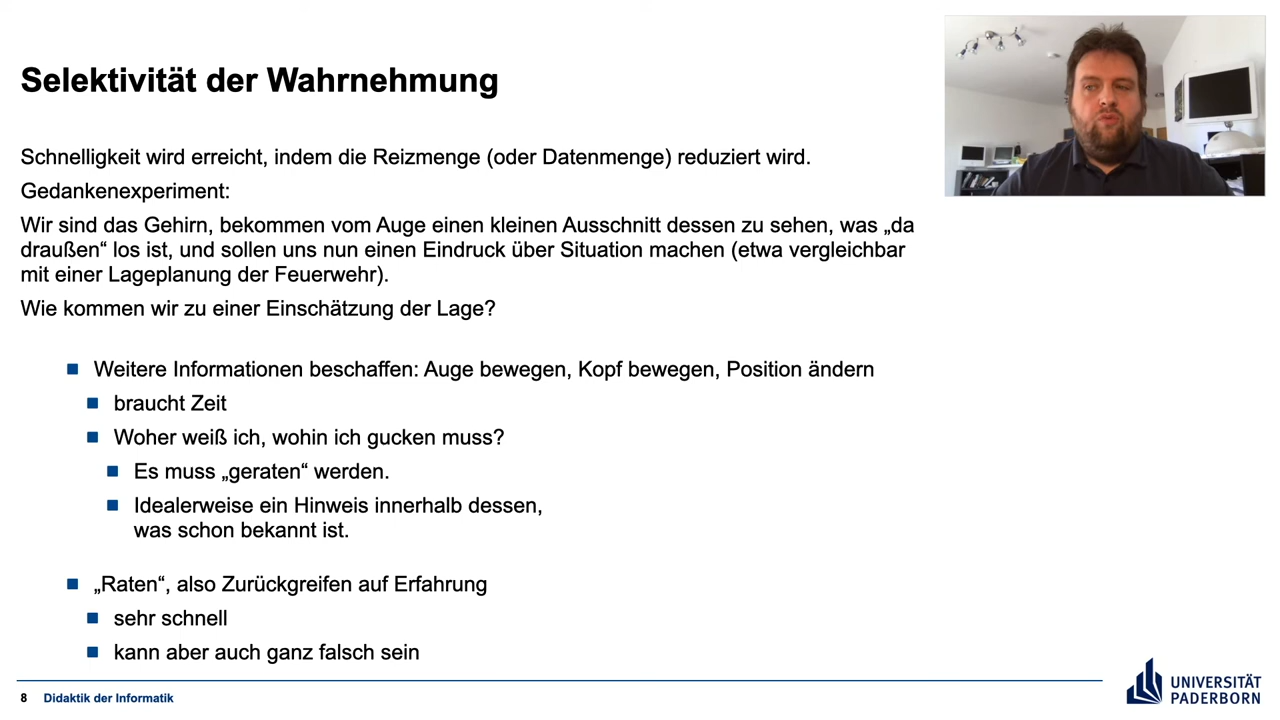 Selektivität der Wahrnehmung
Schnelligkeit wird erreicht, indem die Reizmenge (oder Datenmenge) reduziert wird.
Gedankenexperiment:
Wir sind das Gehirn, bekommen vom Auge einen kleinen Ausschnitt dessen zu sehen, was „da
draußen“ los ist, und sollen uns nun einen Eindruck über Situation machen (etwa vergleichbar
mit einer Lageplanung der Feuerwehr).
Wie kommen wir zu einer Einschätzung der Lage?
Weitere Informationen beschaffen: Auge bewegen, Kopf bewegen, Position ändern
braucht Zeit
Woher weiß ich, wohin ich gucken muss?
Es muss „geraten“ werden.
Idealerweise ein Hinweis innerhalb dessen,
was schon bekannt ist.
„Raten“, also Zurückgreifen auf Erfahrung
sehr schnell
kann aber auch ganz falsch sein
8 Didaktik der Informatik
UNIVERSITÄT
PADERBORN